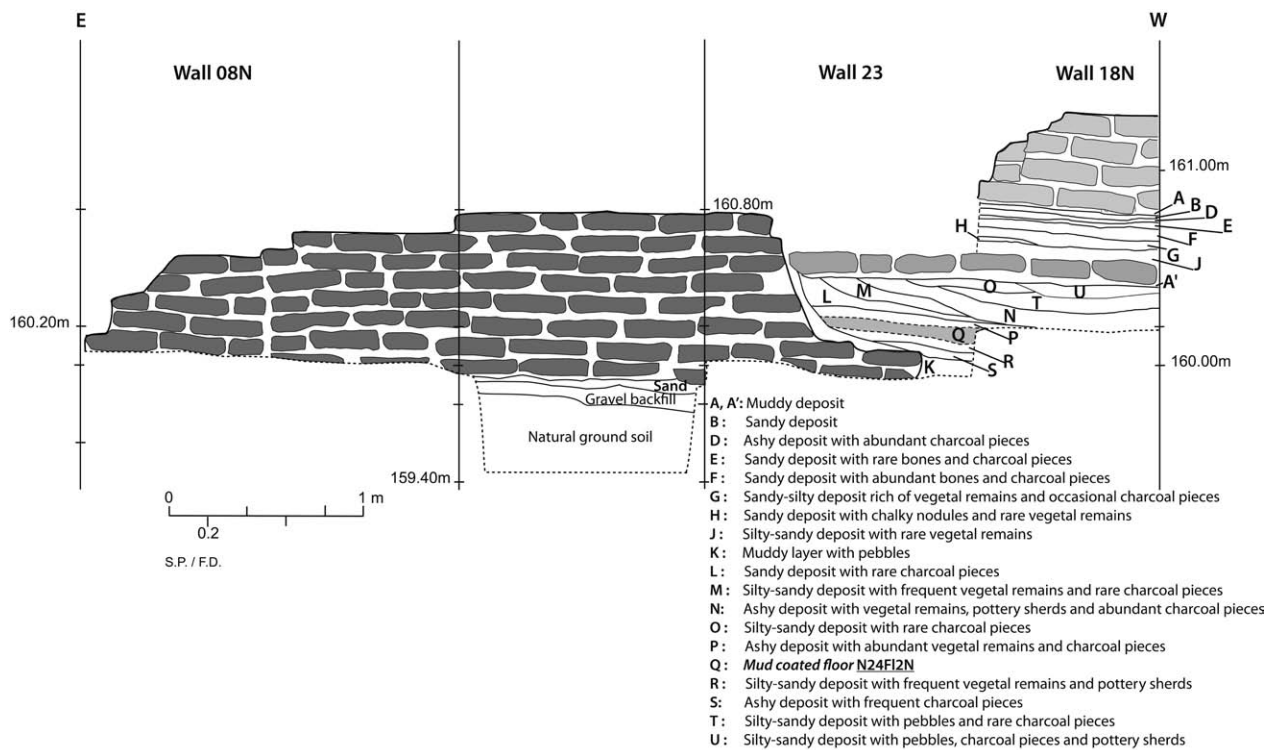 E
W
Wall 08N
Wall 23
Wall 18N
161.00m
A
B
D
160.80m
E
H
F
G
J
O
U
A'
M
L
T
N
160.20m
Q
P
R
K
S
160.00m
Sand
Gravel backfill
A, A': Muddy deposit
B : Sandy deposit
Natural ground soil
D : Ashy deposit with abundant charcoal pieces
E : Sandy deposit with rare bones and charcoal pieces
159.40m
F : Sandy deposit with abundant bones and charcoal pieces
0
1 m
G : Sandy-silty deposit rich of vegetal remains and occasional charcoal pieces
H : Sandy deposit with chalky nodules and rare vegetal remains
0.2
J : Silty-sandy deposit with rare vegetal remains
S.P. / F.D.
K : Muddy layer with pebbles
L : Sandy deposit with rare charcoal pieces
M : Silty-sandy deposit with frequent vegetal remains and rare charcoal pieces
N: Ashy deposit with vegetal remains, pottery sherds and abundant charcoal pieces
O : Silty-sandy deposit with rare charcoal pieces
P : Ashy deposit with abundant vegetal remains and charcoal pieces
Q : Mud coated floor N24Fl2N
R : Silty-sandy deposit with frequent vegetal remains and pottery sherds
S: Ashy deposit with frequent charcoal pieces
T : Silty-sandy deposit with pebbles and rare charcoal pieces
U : Silty-sandy deposit with pebbles, charcoal pieces and pottery sherds